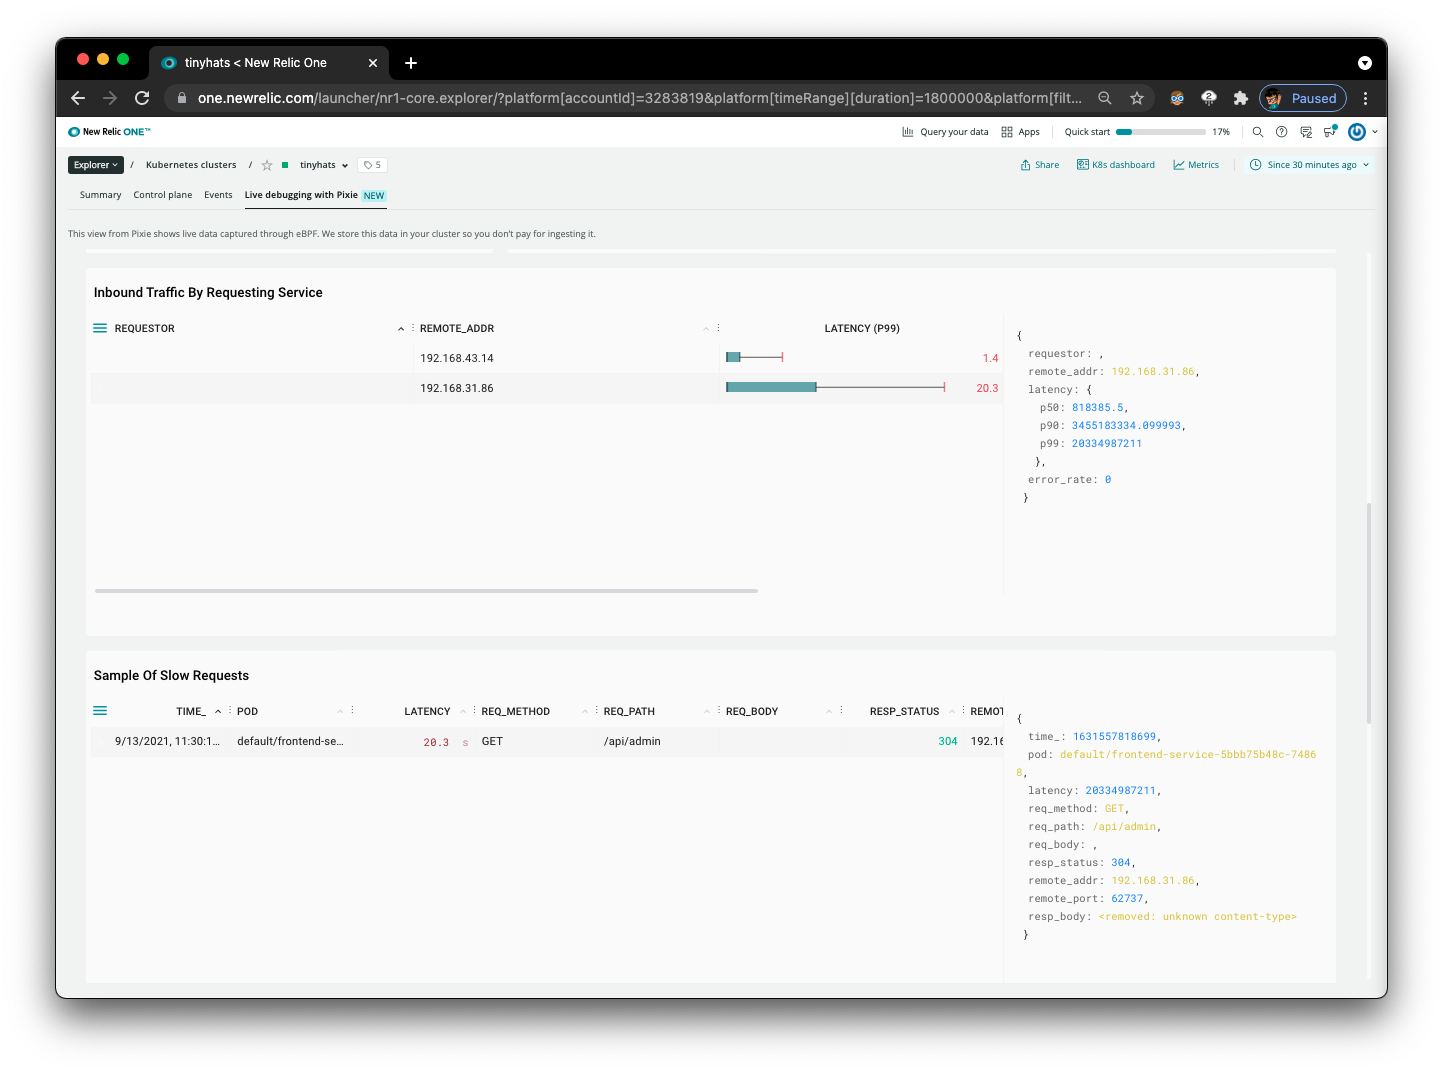 tinyhats < New Relic One
one.newrelic.com/launcher/nr1-core.explorer/?platform[accountId]=3283819&platform[timeRange][duration]=1800000&platform[filt...
Paused
New Relic ONE™
Query your data
Apps
Quick start
17%
Explorer / Kubernetes clusters / tinyhats 5
Share
K8s dashboard
Metrics
Since 30 minutes ago
Summary Control plane Events Live debugging with Pixie NEW
This view from Pixie shows live data captured through eBPF. We store this data in your cluster so you don't pay for ingesting it.
Inbound Traffic By Requesting Service
REQUESTOR REMOTE_ADDR LATENCY (P99)
192.168.43.14 1.4
192.168.31.86 20.3
{
requestor: ,
remote_addr: 192.168.31.86,
latency: {
p50: 818385.5,
p90: 3455183334.099993,
p99: 20334987211
},
error_rate: 0
}
Sample Of Slow Requests
TIME_ POD LATENCY REQ_METHOD REQ_PATH REQ_BODY RESP_STATUS REMOT
9/13/2021, 11:30:1... default/frontend-se... 20.3 s GET /api/admin 304 192.16
{
time_: 1631557818699,
pod: default/frontend-service-5bbb75b48c-7486
8,
latency: 20334987211,
req_method: GET,
req_path: /api/admin,
req_body: ,
resp_status: 304,
remote_addr: 192.168.31.86,
remote_port: 62737,
resp_body: <removed: unknown content-type>
}